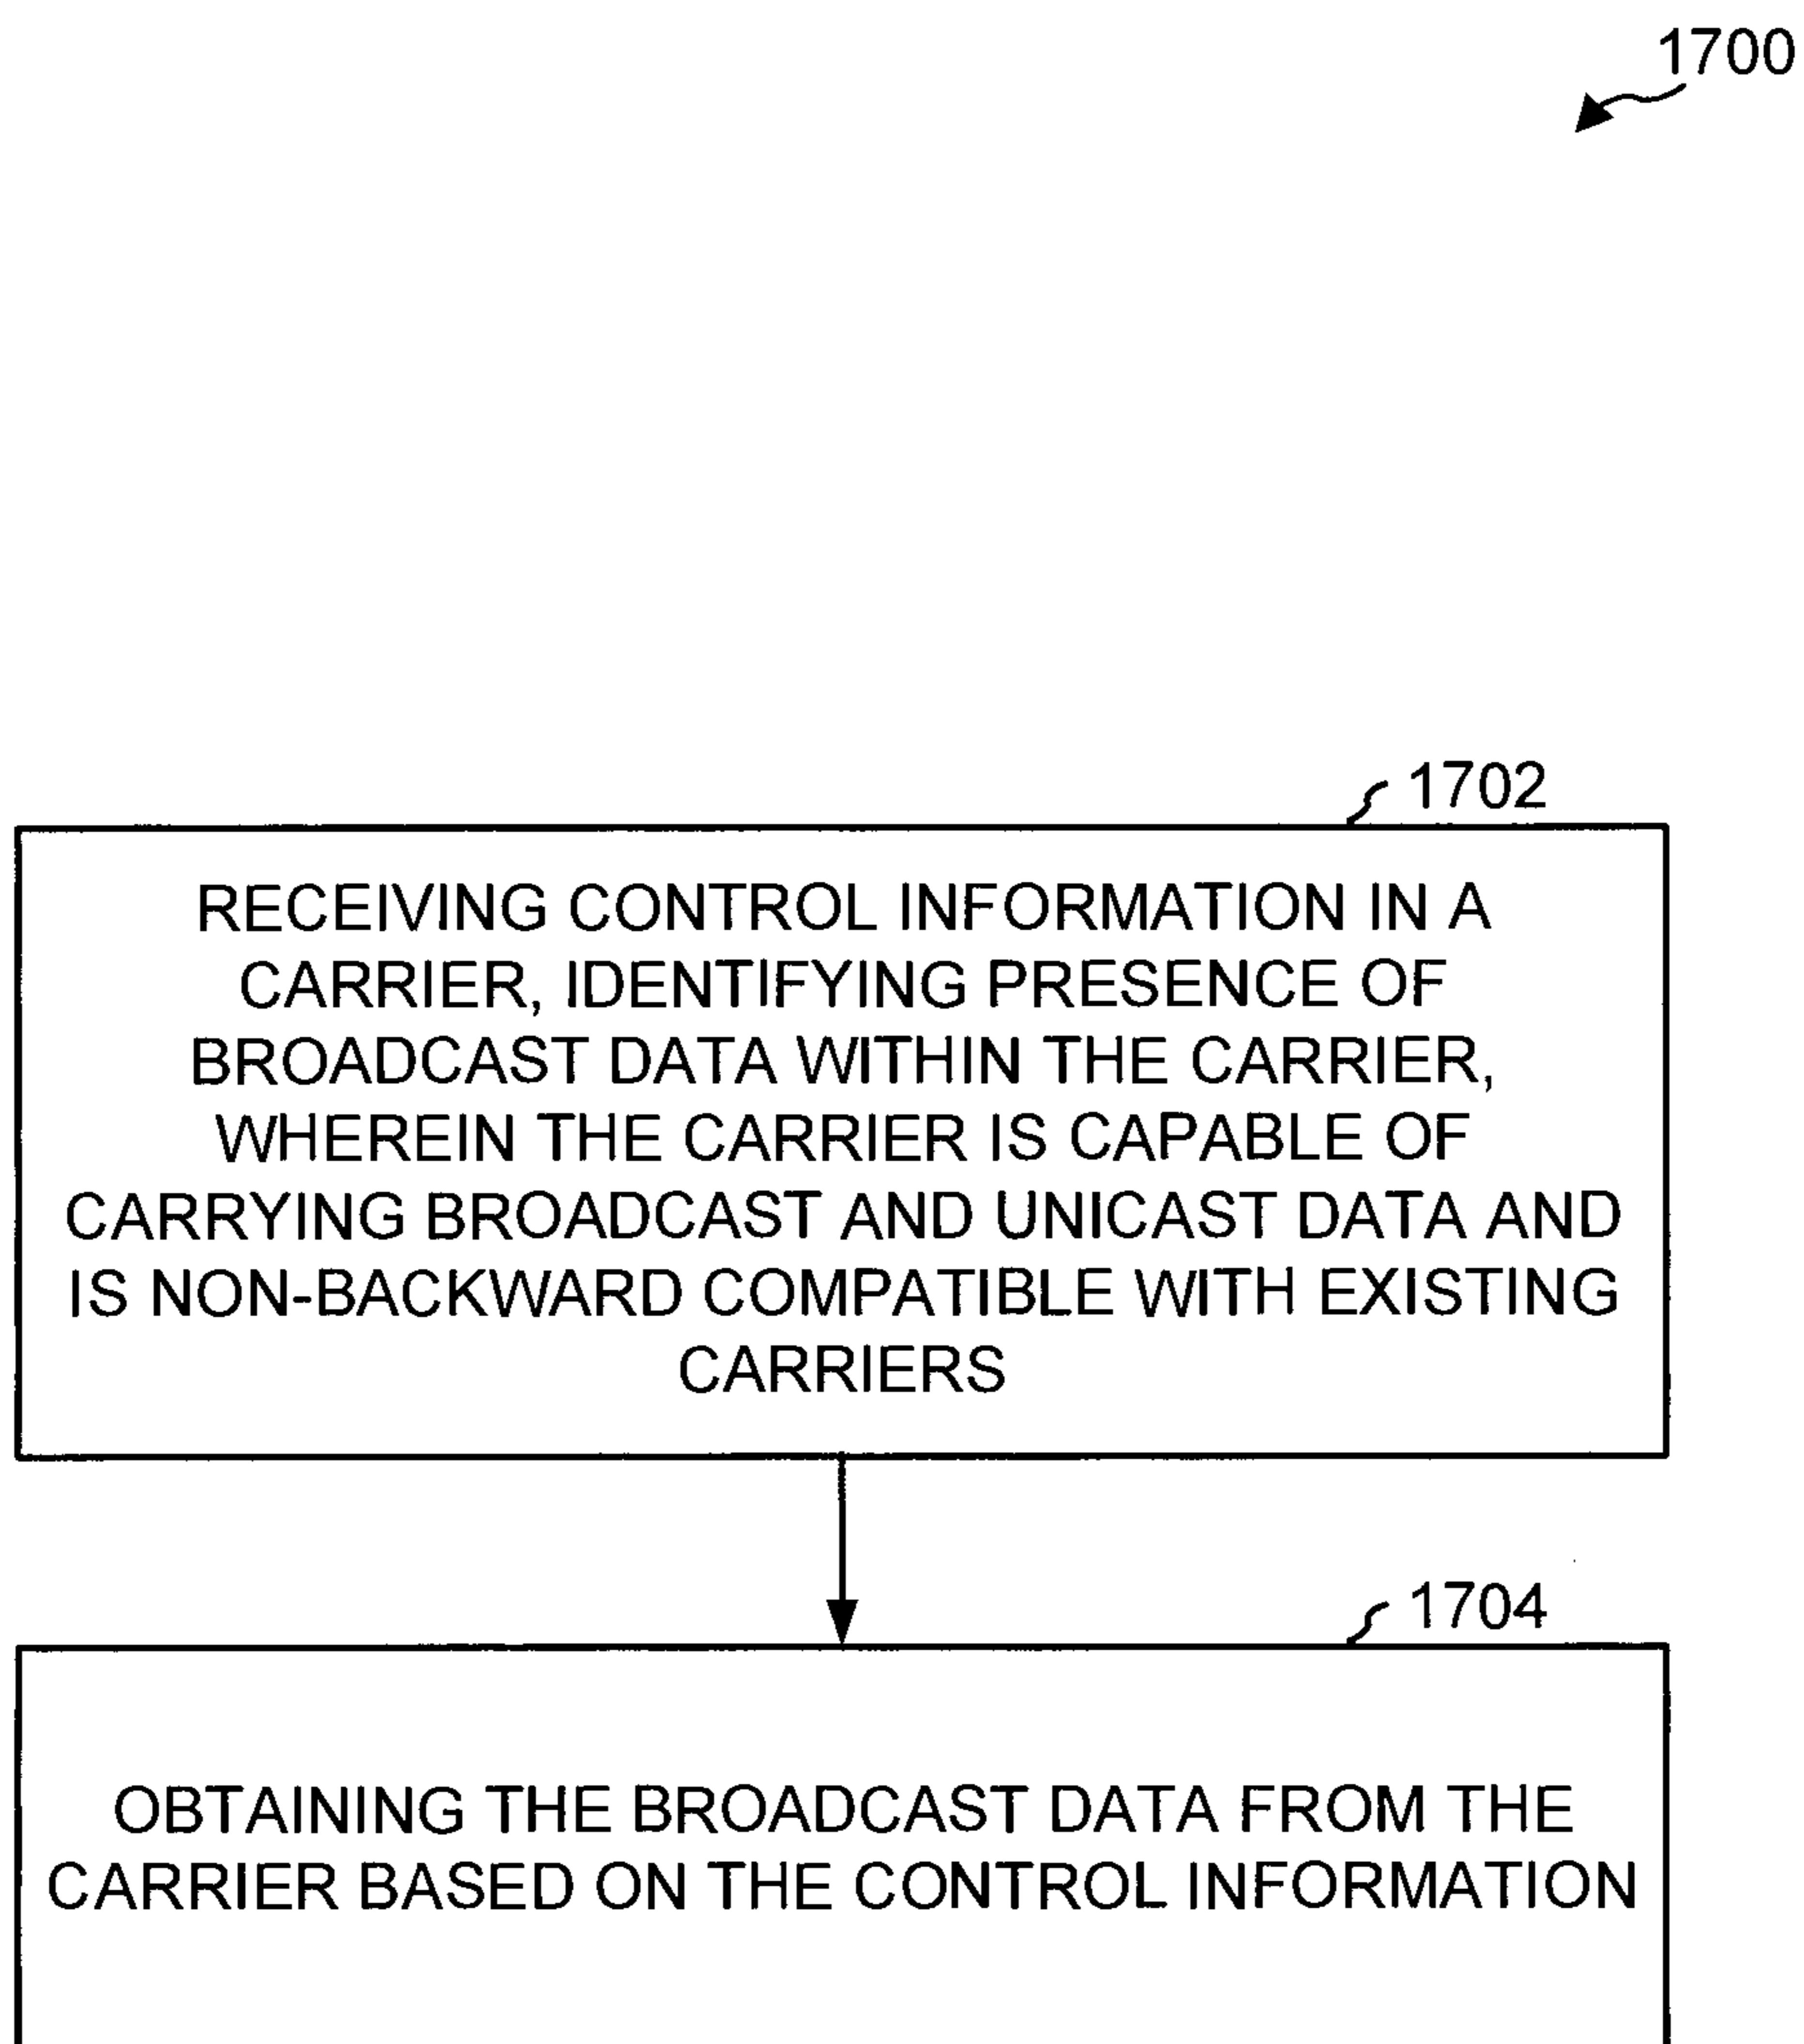 1700
1702
RECEIVING CONTROL INFORMATION IN A
CARRIER, IDENTIFYING PRESENCE OF
BROADCAST DATA WITHIN THE CARRIER,
WHEREIN THE CARRIER IS CAPABLE OF
CARRYING BROADCAST AND UNICAST DATA AND
IS NON-BACKWARD COMPATIBLE WITH EXISTING
CARRIERS
1704
OBTAINING THE BROADCAST DATA FROM THE
CARRIER BASED ON THE CONTROL INFORMATION